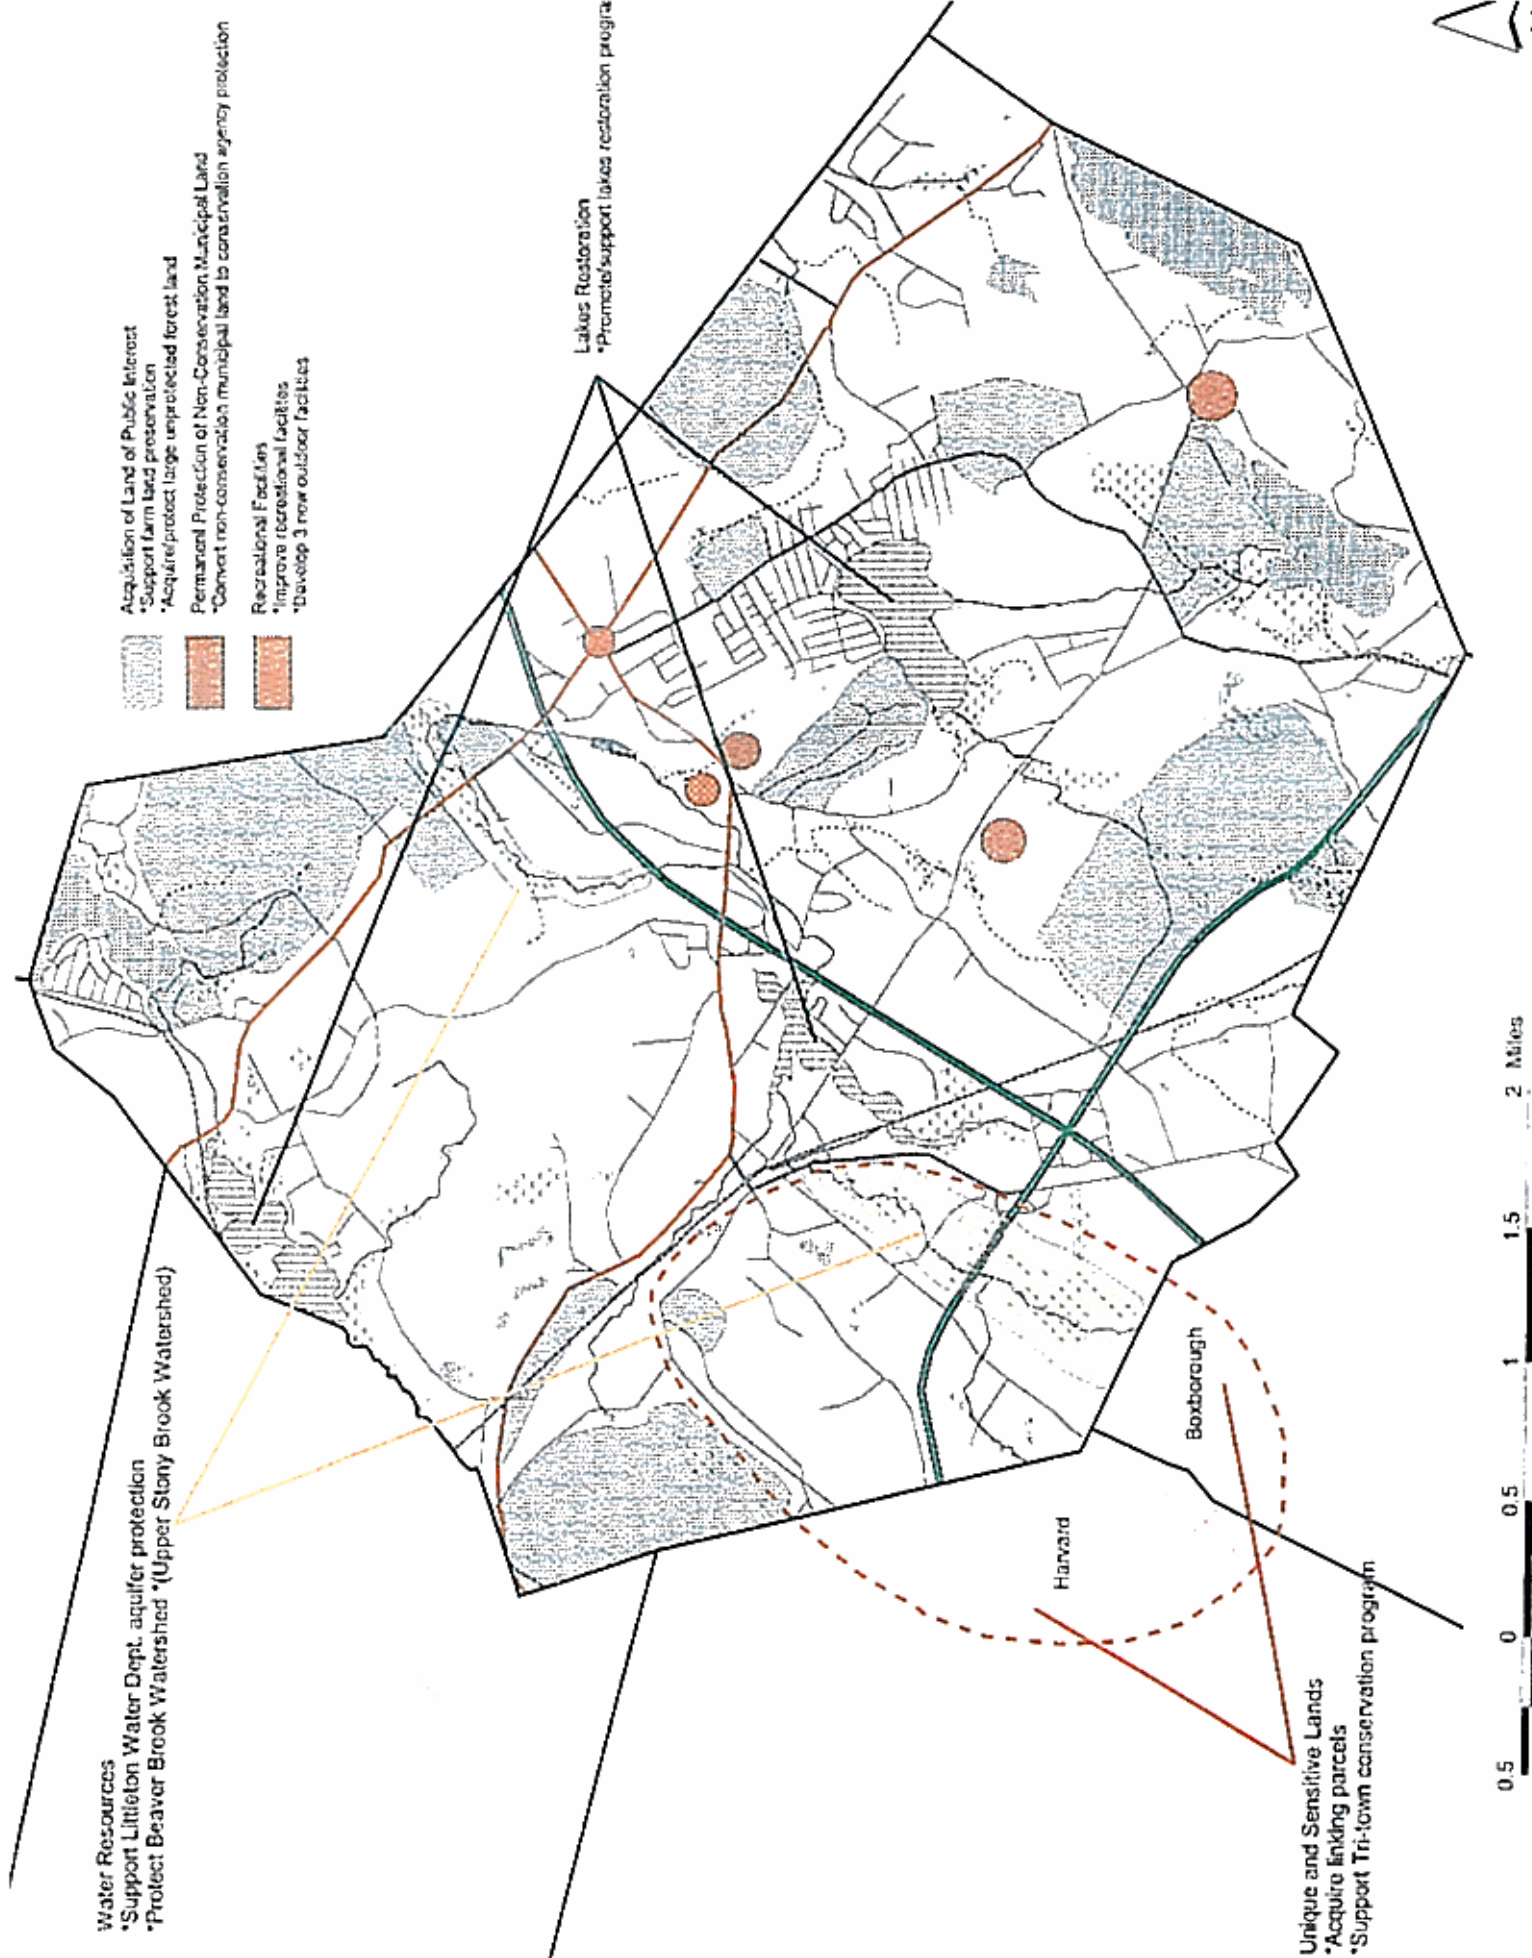 Water Resources
*Support Littleton Water Dept. aquifer protection
*Protect Beaver Brook Watershed *(Upper Stony Brook Watershed)
Acquisition of Land of Public Interest
*Support farm land preservation
*Acquire/protect large unprotected forest land
Permanent Protection of Non-Conservation Municipal Land
*Convert non-conservation municipal land to conservation agency protection
Recreational Facilities
*Improve recreational facilities
*Develop 3 new outdoor facilities
Lakes Restoration
*Promote/support lakes restoration progra
Harvard
Boxborough
Unique and Sensitive Lands
*Acquire linking parcels
*Support Tri-town conservation program
0.5 0 0.5 1 1.5 2 Miles